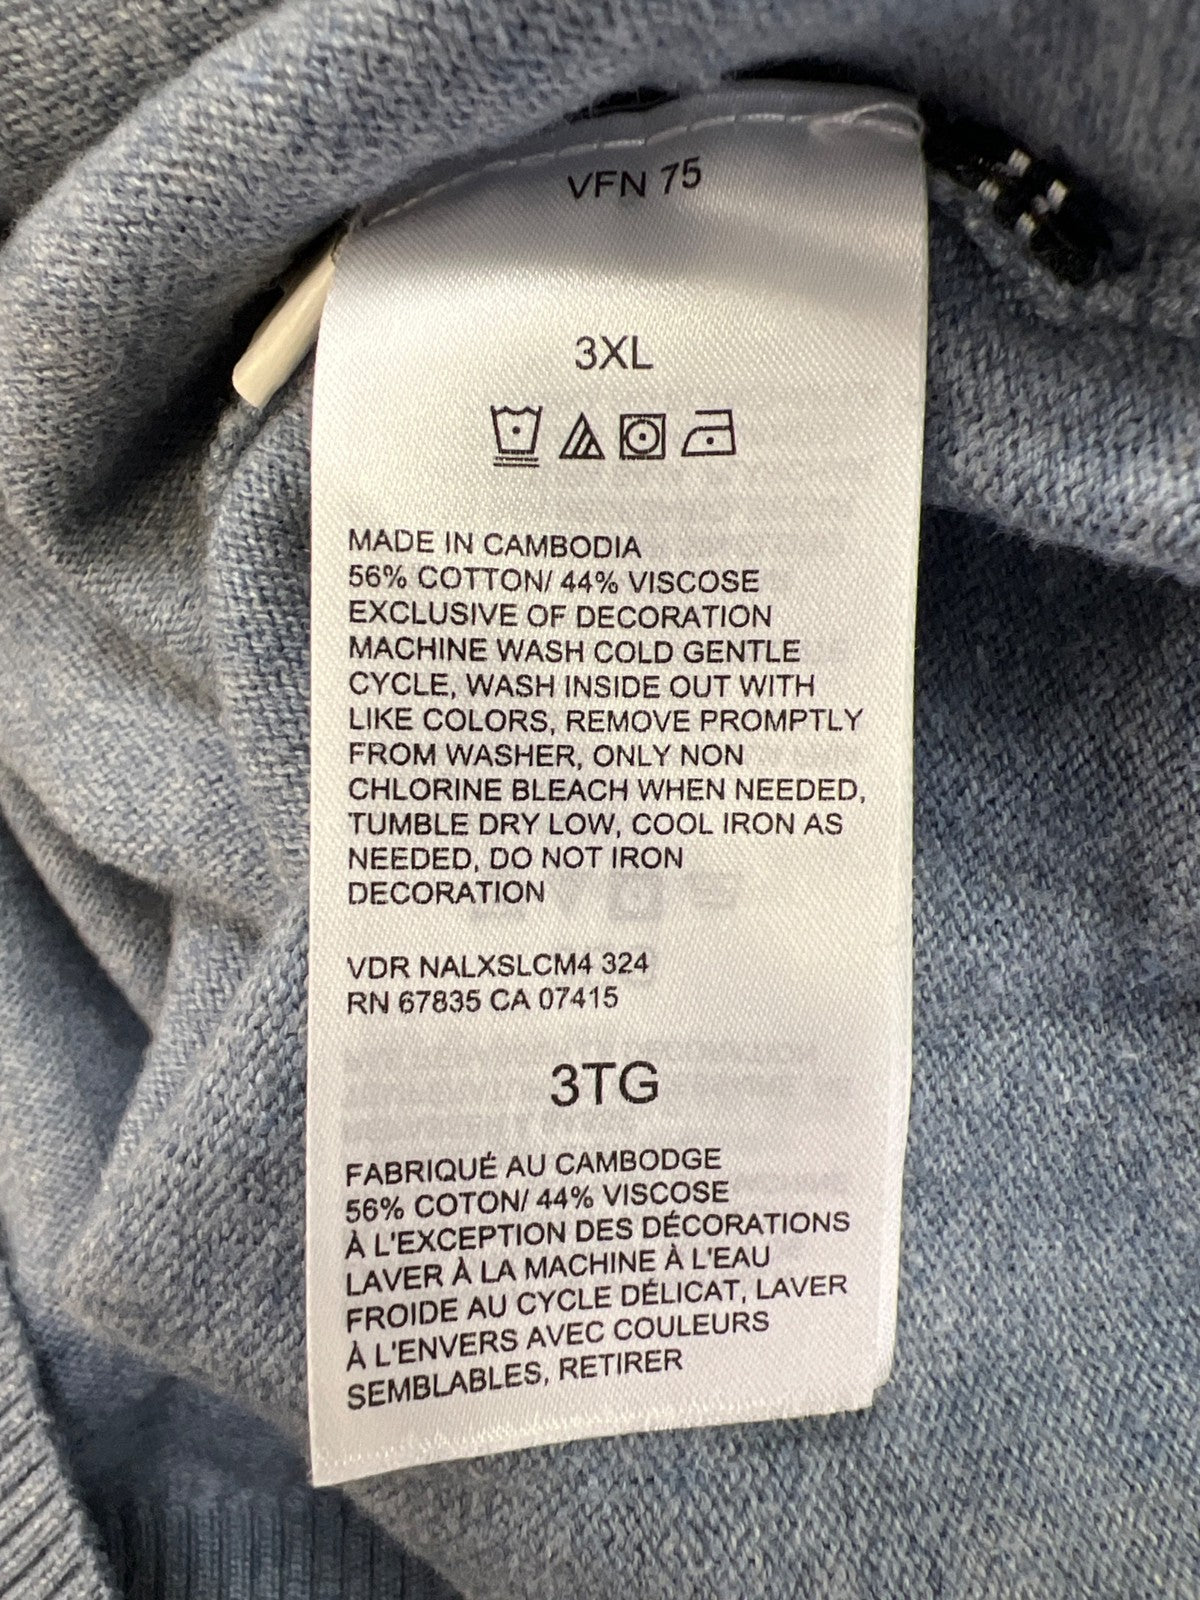 VFN 75
3XL
MADE IN CAMBODIA
56% COTTON/ 44% VISCOSE
EXCLUSIVE OF DECORATION
MACHINE WASH COLD GENTLE
CYCLE, WASH INSIDE OUT WITH
LIKE COLORS, REMOVE PROMPTLY
FROM WASHER, ONLY NON
CHLORINE BLEACH WHEN NEEDED,
TUMBLE DRY LOW, COOL IRON AS
NEEDED, DO NOT IRON
DECORATION
VDR NALXSLCM4 324
RN 67835 CA 07415
3TG
FABRIQUÉ AU CAMBODGE
56% COTON/ 44% VISCOSE
À L'EXCEPTION DES DÉCORATIONS
LAVER À LA MACHINE À L'EAU
FROIDE AU CYCLE DÉLICAT, LAVER
À L'ENVERS AVEC COULEURS
SEMBLABLES, RETIRER